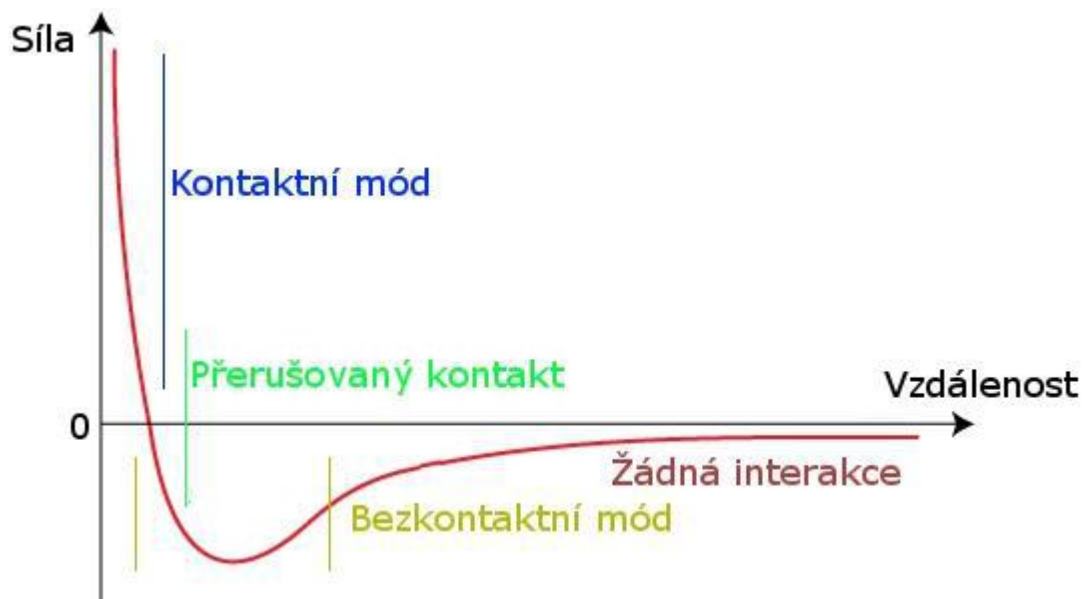 Síla
Kontaktní mód
Přerušovaný kontakt
Vzdálenost
0
Žádná interakce
Bezkontaktní mód